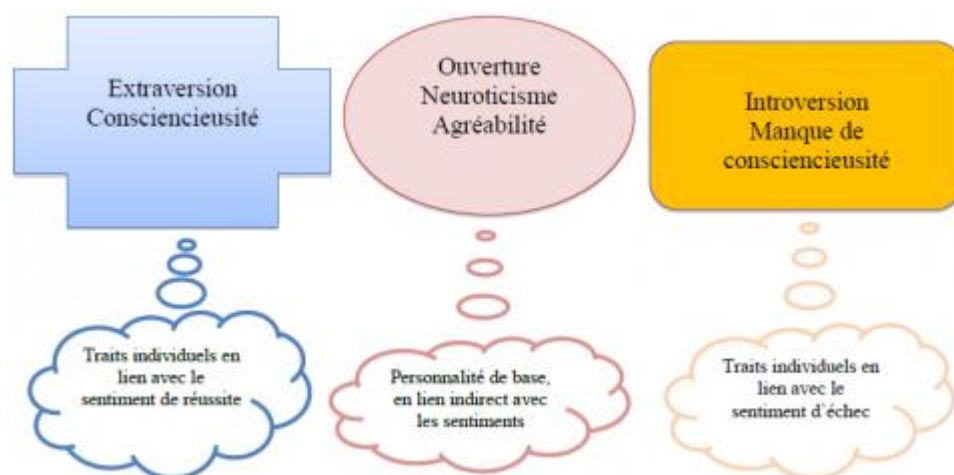 Extraversion
Consciencieusité
Ouverture
Neuroticisme
Agréabilité
Introversion
Manque de
consciencieusité
Traits individuels en
lien avec le
sentiment de réussite
Personnalité de base,
en lien indirect avec
les sentiments
Traits individuels en
lien avec le
sentiment d'échec